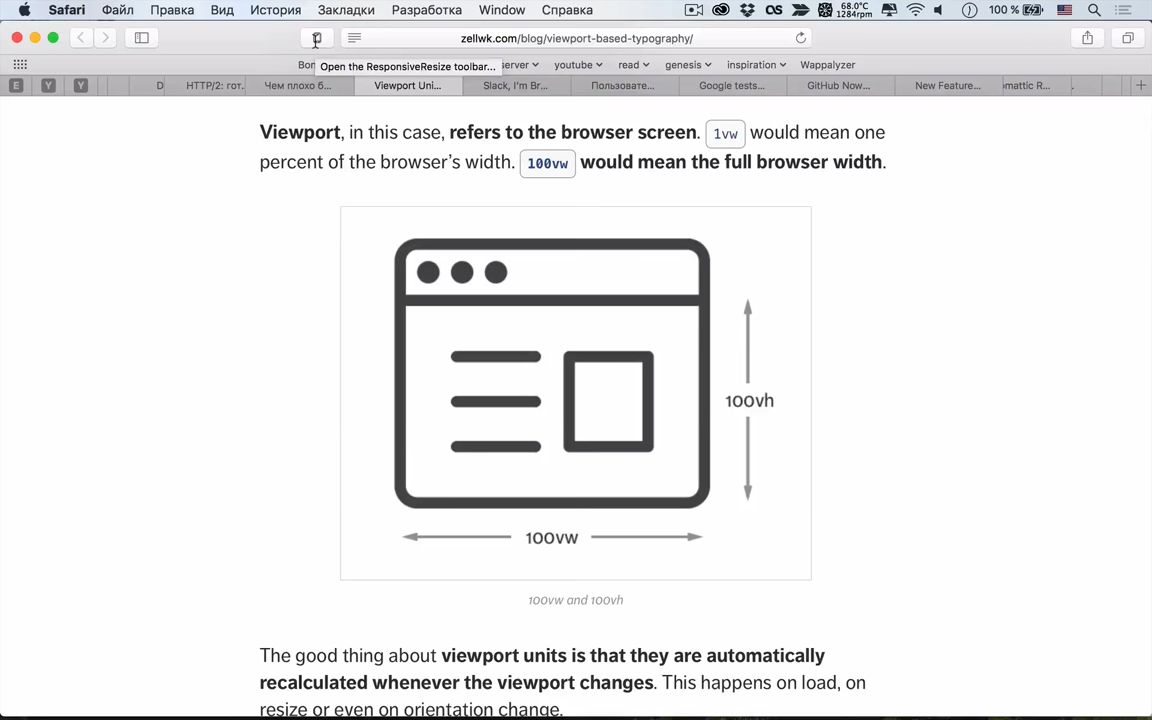 Safari Файл Правка Вид История Закладки Разработка Window Справка 68.0°C 1284rpm 100 %
zellwk.com/blog/viewport-based-typography/
Open the ResponsiveResize toolbar...
Bon server youtube read genesis inspiration Wappalyzer
E Y Y D HTTP/2: гот. Чем плохо б... Viewport Uni... Slack, I'm Br... Пользовате... Google tests... GitHub Now... New Feature... mattic R...
Viewport, in this case, refers to the browser screen. 1vw would mean one
percent of the browser's width. 100vw would mean the full browser width.
100vh
100vw
100vw and 100vh
The good thing about viewport units is that they are automatically
recalculated whenever the viewport changes. This happens on load, on
resize or even on orientation change.